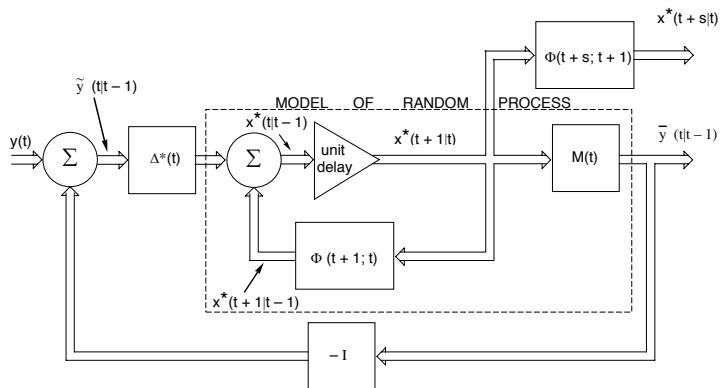 x*(t + s|t)
Φ(t + s; t + 1)
ỹ (t|t – 1)
MODEL OF RANDOM PROCESS
x*(t|t – 1)
x*(t + 1|t)
y̅ (t|t – 1)
y(t)
Σ
Δ*(t)
Σ
unit
delay
M(t)
Φ (t + 1; t)
x*(t + 1|t – 1)
– I